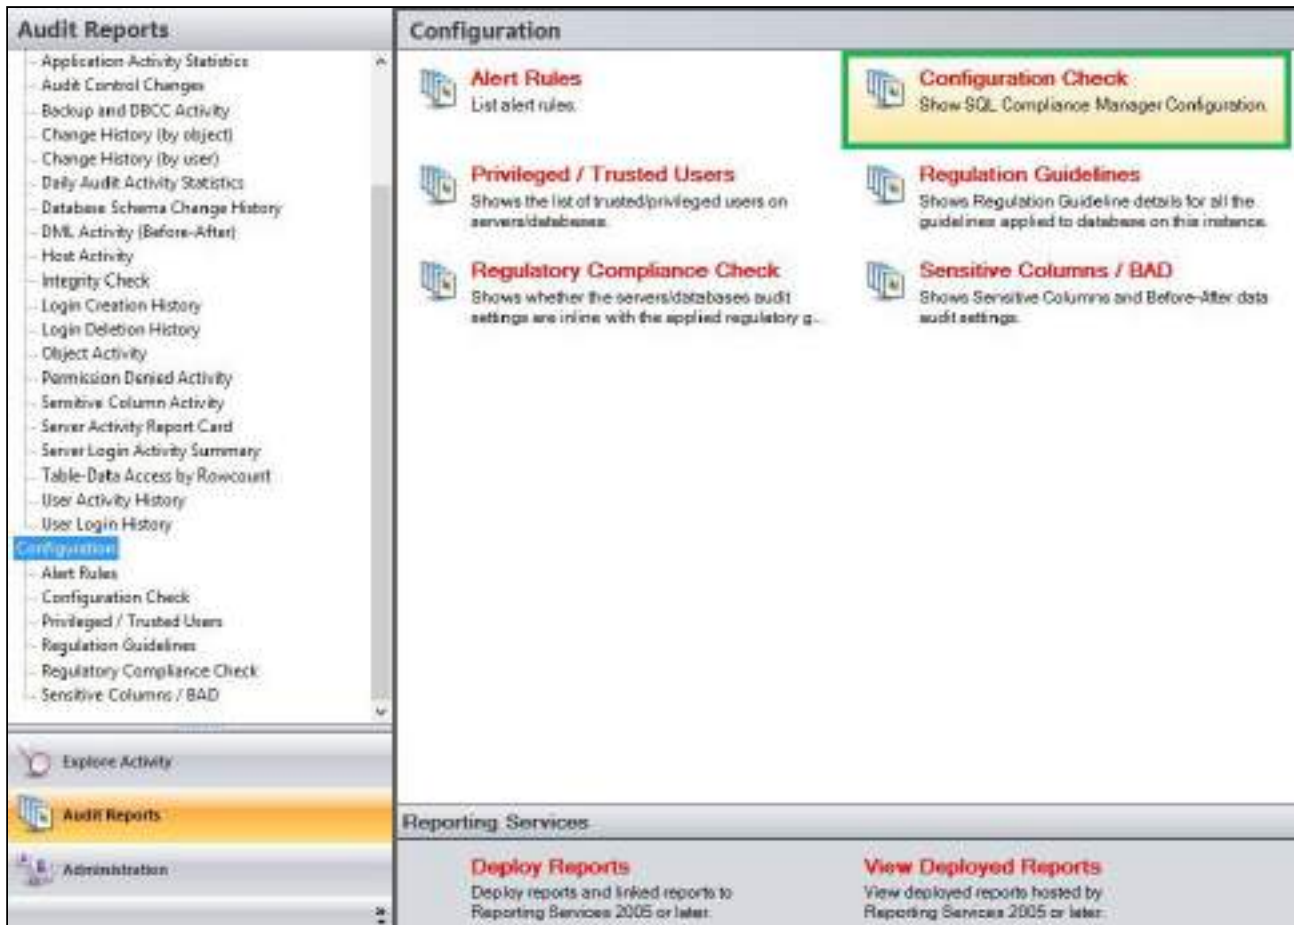 Audit Reports
Application Activity Statistics
Audit Control Changes
Backup and DBCC Activity
Change History (by object)
Change History (by user)
Daily Audit Activity Statistics
Database Schema Change History
DML Activity (Before-After)
Host Activity
Integrity Check
Login Creation History
Login Deletion History
Object Activity
Permission Denied Activity
Sensitive Column Activity
Server Activity Report Card
Server Login Activity Summary
Table-Data Access by Rowcount
User Activity History
User Login History
Configuration
Alert Rules
Configuration Check
Privileged / Trusted Users
Regulation Guidelines
Regulatory Compliance Check
Sensitive Columns / BAD
Explore Activity
Audit Reports
Administration
Configuration
Alert Rules
List alert rules.
Configuration Check
Show SQL Compliance Manager Configuration.
Privileged / Trusted Users
Shows the list of trusted/privileged users on
servers/databases.
Regulation Guidelines
Shows Regulation Guideline details for all the
guidelines applied to database on this instance.
Regulatory Compliance Check
Shows whether the servers/databases audit
settings are inline with the applied regulatory g...
Sensitive Columns / BAD
Shows Sensitive Columns and Before-After data
audit settings.
Reporting Services
Deploy Reports
Deploy reports and linked reports to
Reporting Services 2005 or later.
View Deployed Reports
View deployed reports hosted by
Reporting Services 2005 or later.